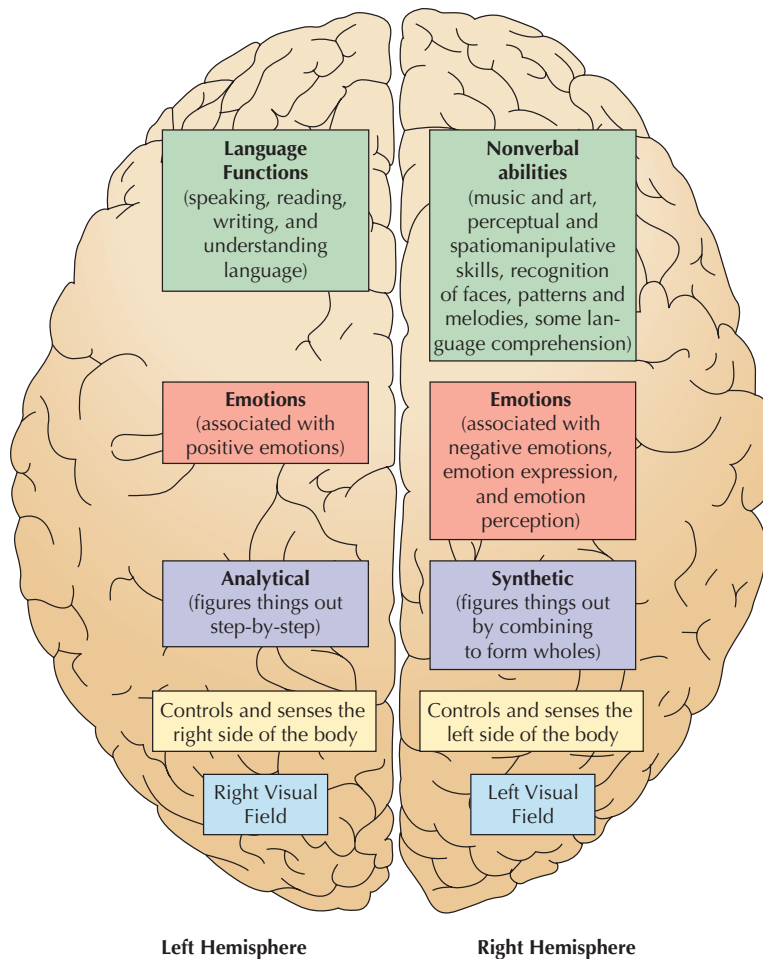 Language
Functions
(speaking, reading,
writing, and
understanding
language)
Nonverbal
abilities
(music and art,
perceptual and
spatiomanipulative
skills, recognition
of faces, patterns and
melodies, some lan-
guage comprehension)
Emotions
(associated with
positive emotions)
Emotions
(associated with
negative emotions,
emotion expression,
and emotion
perception)
Analytical
(figures things out
step-by-step)
Synthetic
(figures things out
by combining
to form wholes)
Controls and senses the
right side of the body
Controls and senses the
left side of the body
Right Visual
Field
Left Visual
Field
Left Hemisphere
Right Hemisphere